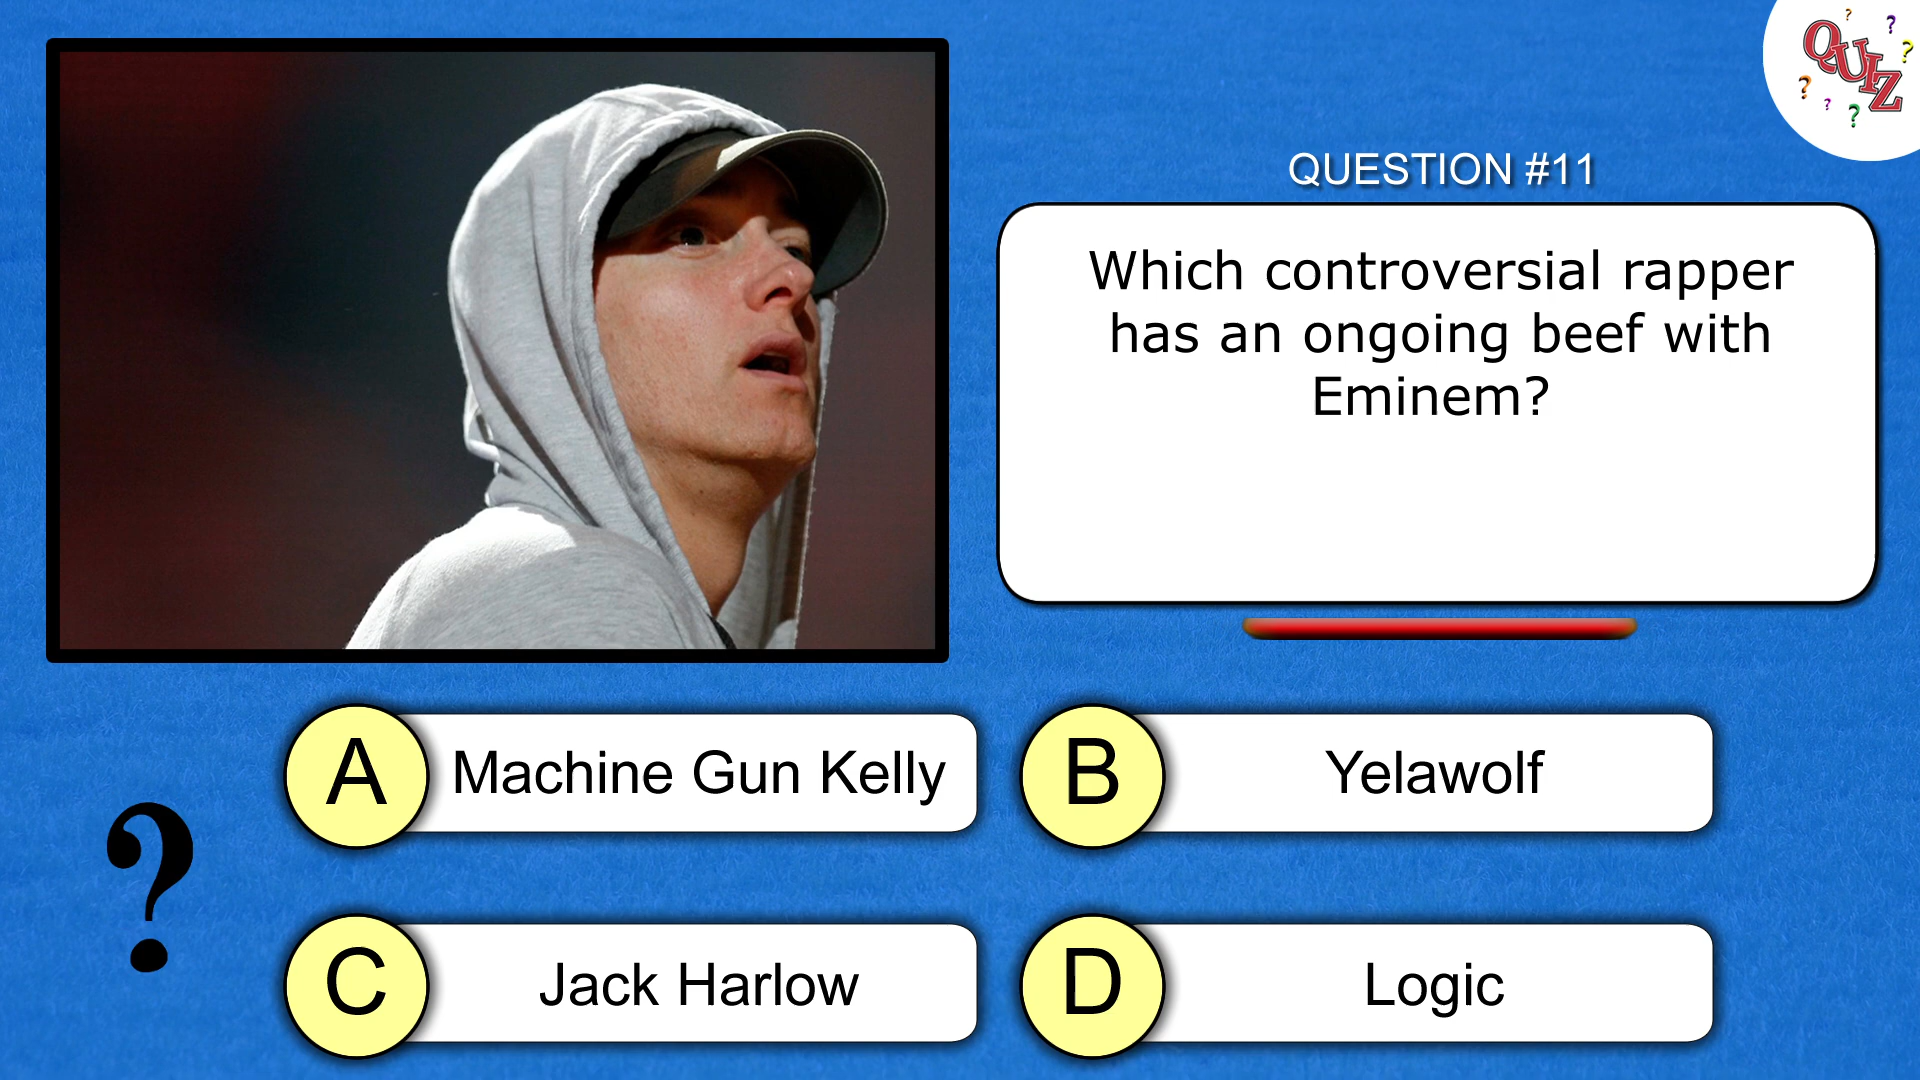 QUIZ
QUESTION #11
Which controversial rapper
has an ongoing beef with
Eminem?
A Machine Gun Kelly
B Yelawolf
?
C Jack Harlow
D Logic